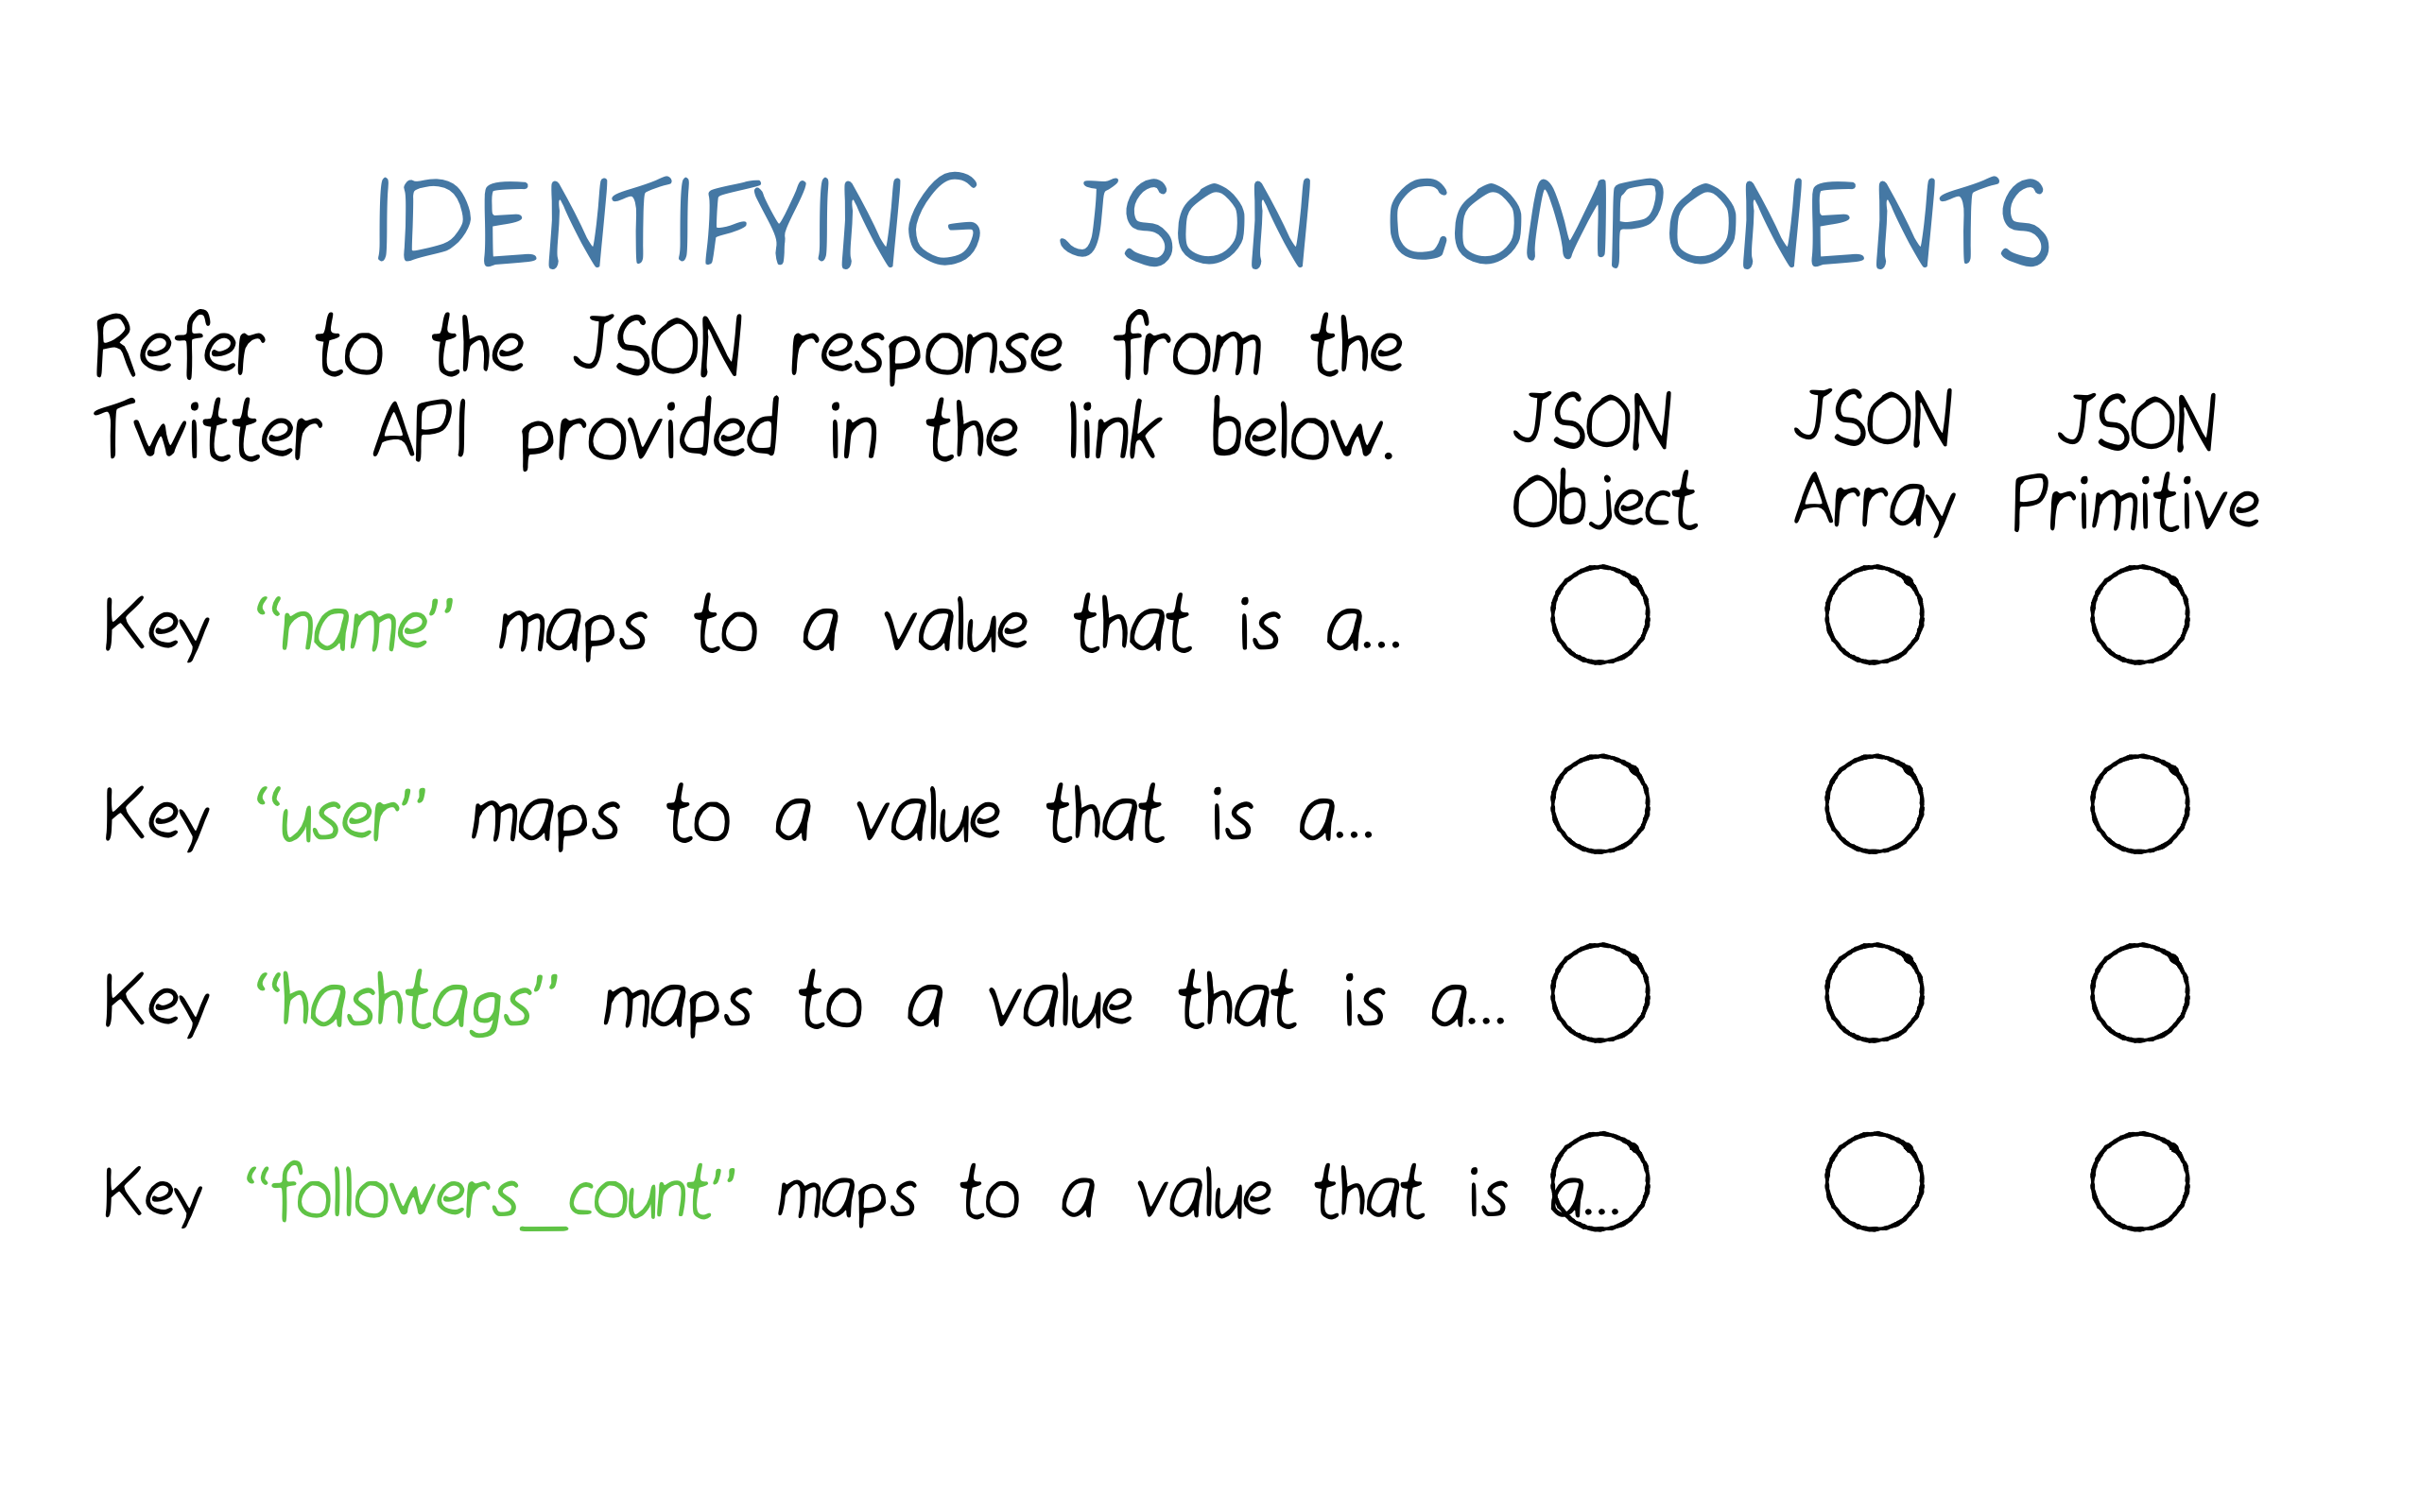 IDENTIFYING JSON COMPONENTS
Refer to the JSON response from the
Twitter API provided in the link below.
JSON Object
JSON Array
JSON Primitive
Key “name” maps to a value that is a...
Key “user” maps to a value that is a...
Key “hashtags” maps to a value that is a...
Key “followers_count” maps to a value that is a...